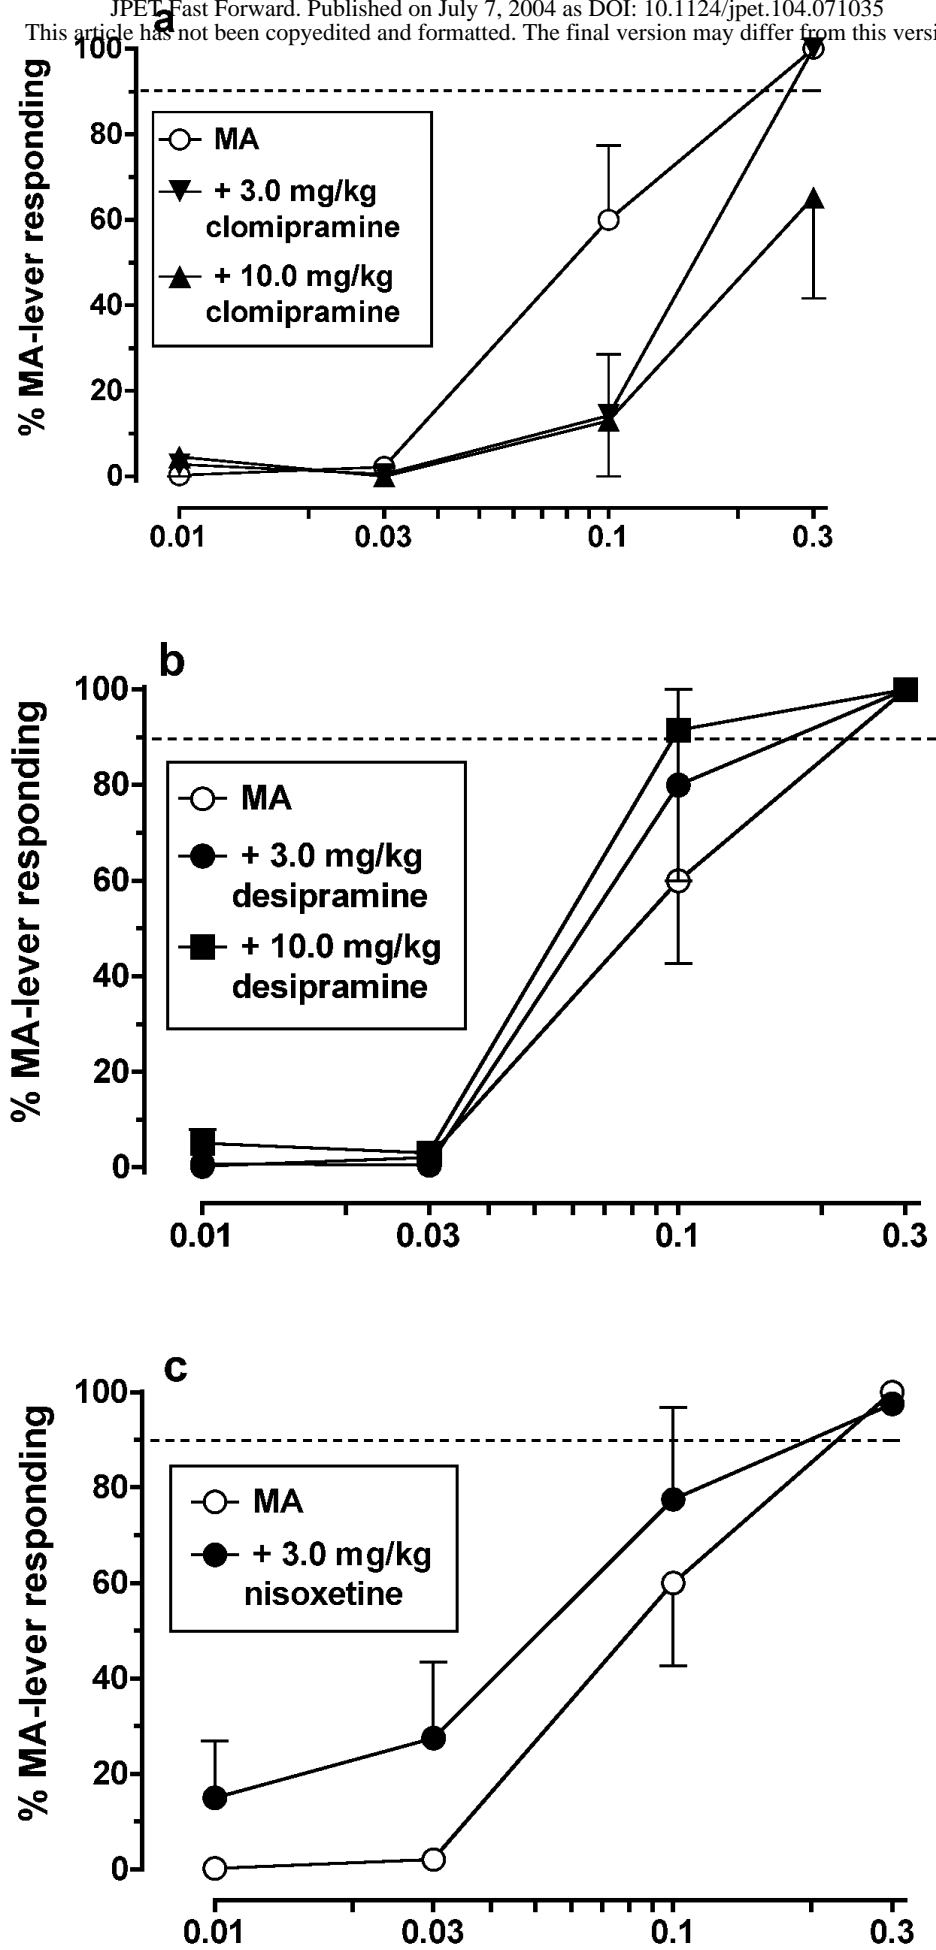 JPET Fast Forward. Published on July 7, 2004 as DOI: 10.1124/jpet.104.071035
This article has not been copyedited and formatted. The final version may differ from this versi
a
% MA-lever responding
100
80
60
40
20
0
MA
+ 3.0 mg/kg
clomipramine
+ 10.0 mg/kg
clomipramine
0.01 0.03 0.1 0.3
b
% MA-lever responding
100
80
60
40
20
0
MA
+ 3.0 mg/kg
desipramine
+ 10.0 mg/kg
desipramine
0.01 0.03 0.1 0.3
c
% MA-lever responding
100
80
60
40
20
0
MA
+ 3.0 mg/kg
nisoxetine
0.01 0.03 0.1 0.3